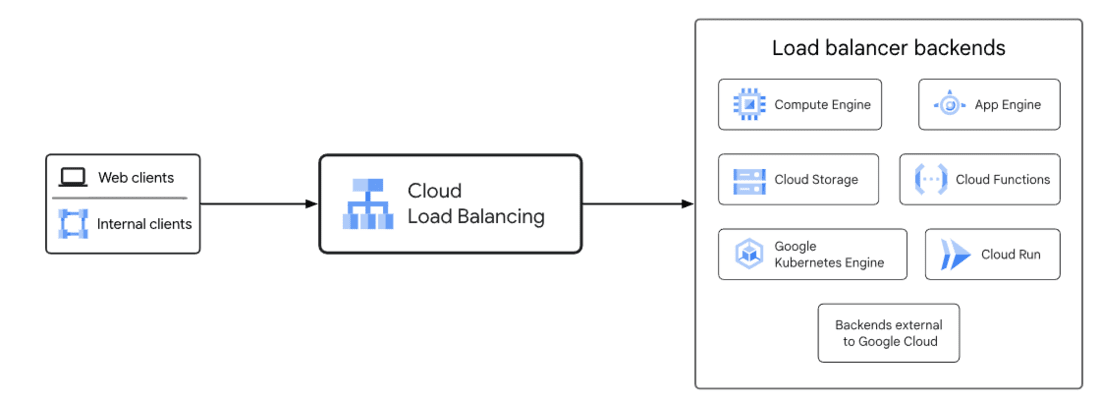 Web clients
Internal clients
Cloud
Load Balancing
Load balancer backends
Compute Engine
App Engine
Cloud Storage
Cloud Functions
Google
Kubernetes Engine
Cloud Run
Backends external
to Google Cloud